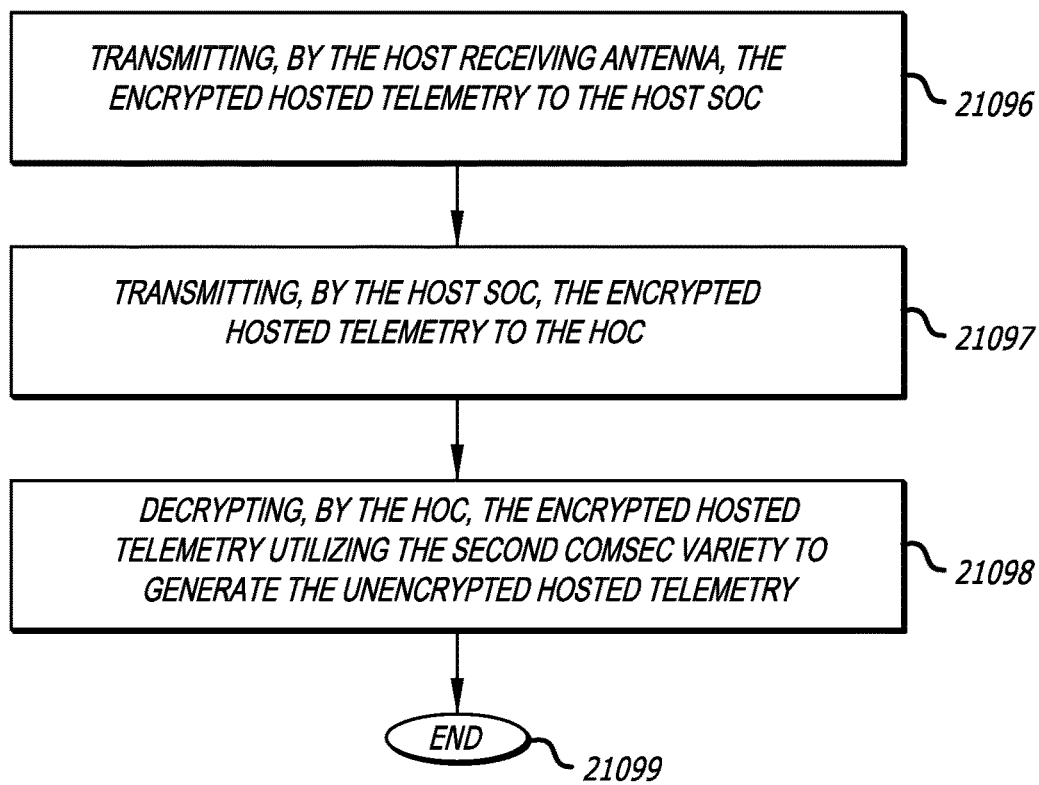 TRANSMITTING, BY THE HOST RECEIVING ANTENNA, THE
ENCRYPTED HOSTED TELEMETRY TO THE HOST SOC
21096
TRANSMITTING, BY THE HOST SOC, THE ENCRYPTED
HOSTED TELEMETRY TO THE HOC
21097
DECRYPTING, BY THE HOC, THE ENCRYPTED HOSTED
TELEMETRY UTILIZING THE SECOND COMSEC VARIETY TO
GENERATE THE UNENCRYPTED HOSTED TELEMETRY
21098
END
21099